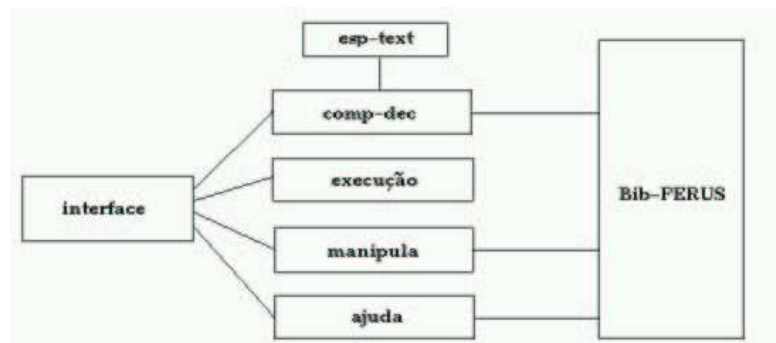 esp-text
comp-dec
execução
Bib-FERUS
interface
manipula
ajuda